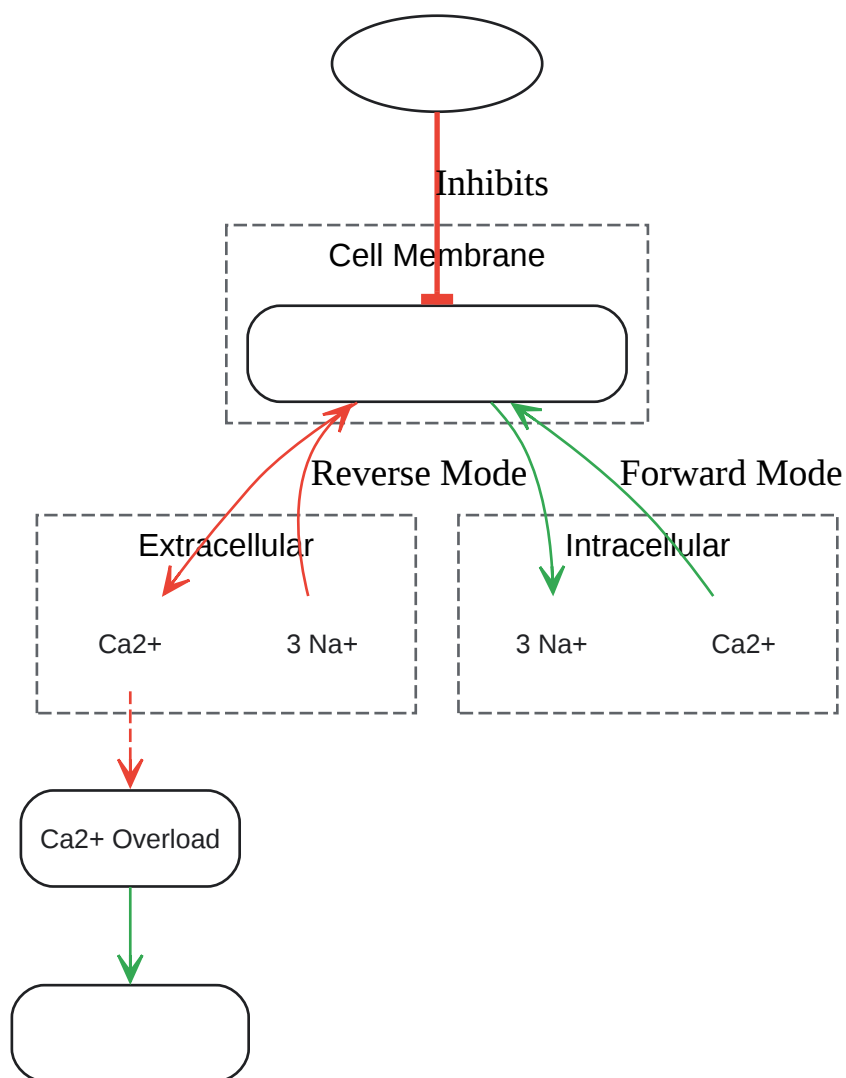 Inhibits
Cell Membrane
Reverse Mode
Forward Mode
Extracellular
Intracellular
Ca2+
3 Na+
3 Na+
Ca2+
Ca2+ Overload